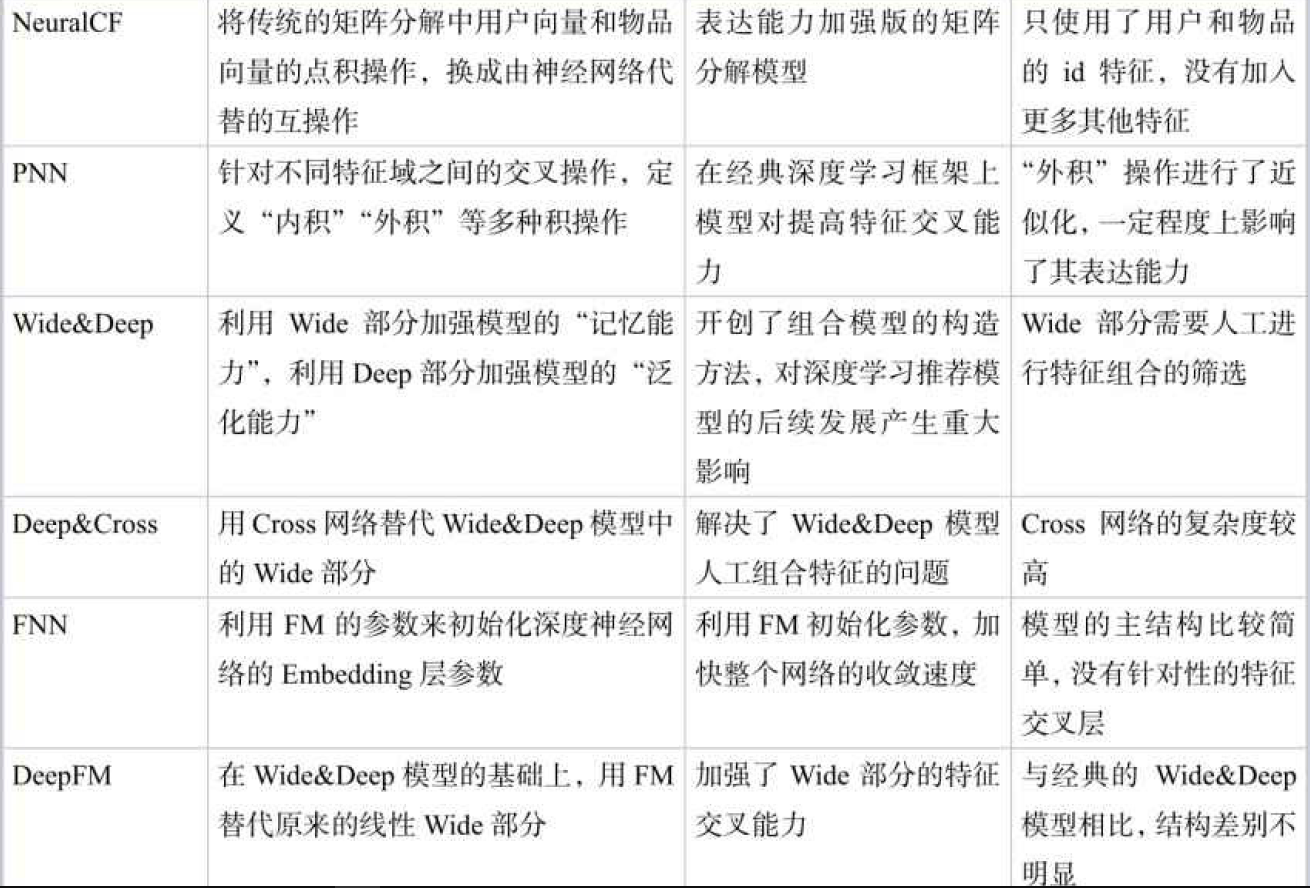 NeuralCF
将传统的矩阵分解中用户向量和物品
向量的点积操作，换成由神经网络代
替的互操作
表达能力加强版的矩阵
分解模型
只使用了用户和物品
的 id 特征，没有加入
更多其他特征
PNN
针对不同特征域之间的交叉操作，定
义“内积”“外积”等多种积操作
在经典深度学习框架上
模型对提高特征交叉能
力
“外积”操作进行了近
似化，一定程度上影响
了其表达能力
Wide&Deep
利用 Wide 部分加强模型的“记忆能
力”，利用 Deep 部分加强模型的“泛
化能力”
开创了组合模型的构造
方法，对深度学习推荐模
型的后续发展产生重大
影响
Wide 部分需要人工进
行特征组合的筛选
Deep&Cross
用 Cross 网络替代 Wide&Deep 模型中
的 Wide 部分
解决了 Wide&Deep 模型
人工组合特征的问题
Cross 网络的复杂度较
高
FNN
利用 FM 的参数来初始化深度神经网
络的 Embedding 层参数
利用 FM 初始化参数，加
快整个网络的收敛速度
模型的主结构比较简
单，没有针对性的特征
交叉层
DeepFM
在 Wide&Deep 模型的基础上，用 FM
替代原来的线性 Wide 部分
加强了 Wide 部分的特征
交叉能力
与经典的 Wide&Deep
模型相比，结构差别不
明显